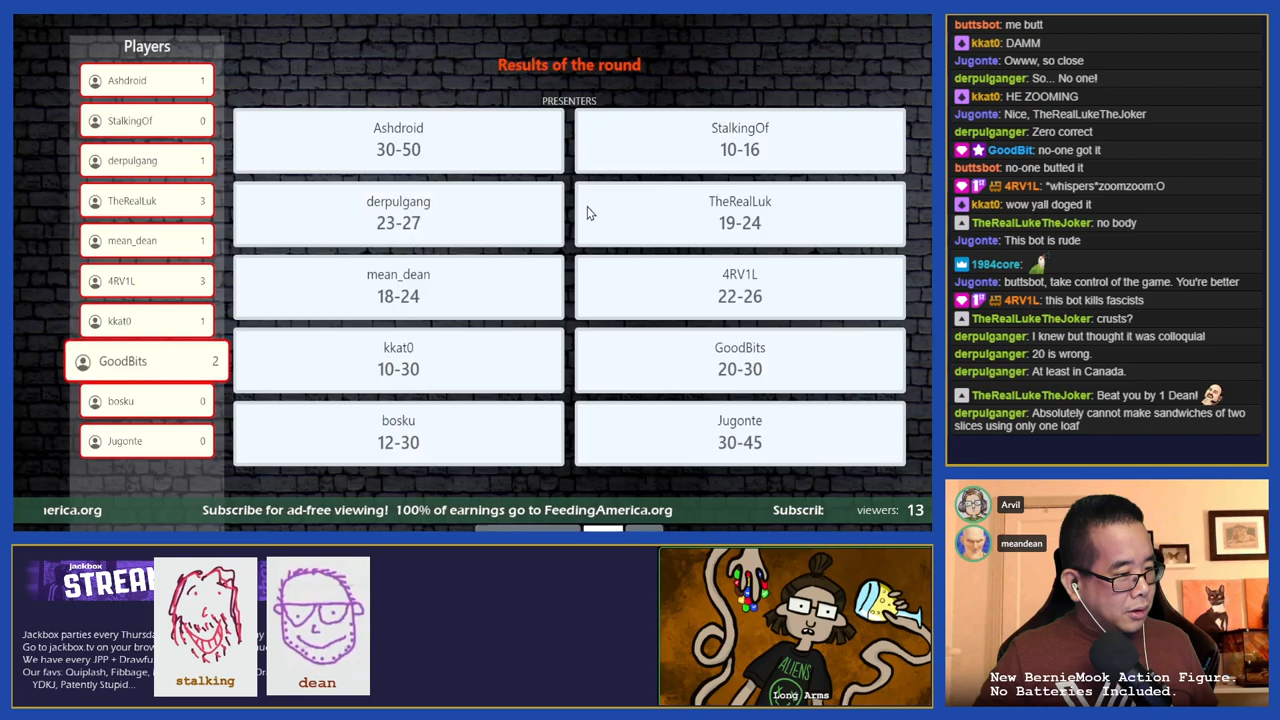 Players
Ashdroid 1
StalkingOf 0
derpulgang 1
TheRealLuk 3
mean_dean 1
4RV1L 3
kkat0 1
GoodBits 2
bosku 0
Jugonte 0
Results of the round
PRESENTERS
Ashdroid
30-50
StalkingOf
10-16
derpulgang
23-27
TheRealLuk
19-24
mean_dean
18-24
4RV1L
22-26
kkat0
10-30
GoodBits
20-30
bosku
12-30
Jugonte
30-45
erica.org Subscribe for ad-free viewing! 100% of earnings go to FeedingAmerica.org Subscrib viewers: 13
buttsbot: me butt
kkat0: DAMM
Jugonte: Owww, so close
derpulganger: So... No one!
kkat0: HE ZOOMING
Jugonte: Nice, TheRealLukeTheJoker
derpulganger: Zero correct
GoodBit: no-one got it
buttsbot: no-one butted it
4RV1L: *whispers*zoomzoom:O
kkat0: wow yall doged it
TheRealLukeTheJoker: no body
Jugonte: This bot is rude
1984core:
Jugonte: buttsbot, take control of the game. You're better
4RV1L: this bot kills fascists
TheRealLukeTheJoker: crusts?
derpulganger: I knew but thought it was colloquial
derpulganger: 20 is wrong.
derpulganger: At least in Canada.
TheRealLukeTheJoker: Beat you by 1 Dean!
derpulganger: Absolutely cannot make sandwiches of two
slices using only one loaf
jackbox
STREA
Jackbox parties every Thursda
Go to jackbox.tv on your brow
We have every JPP + Drawfu
Our favs: Quiplash, Fibbage,
YDKJ, Patently Stupid...
stalking
dean
ALIENS
Long Arms
Arvil
meandean
New BernieMook Action Figure.
No Batteries Included.